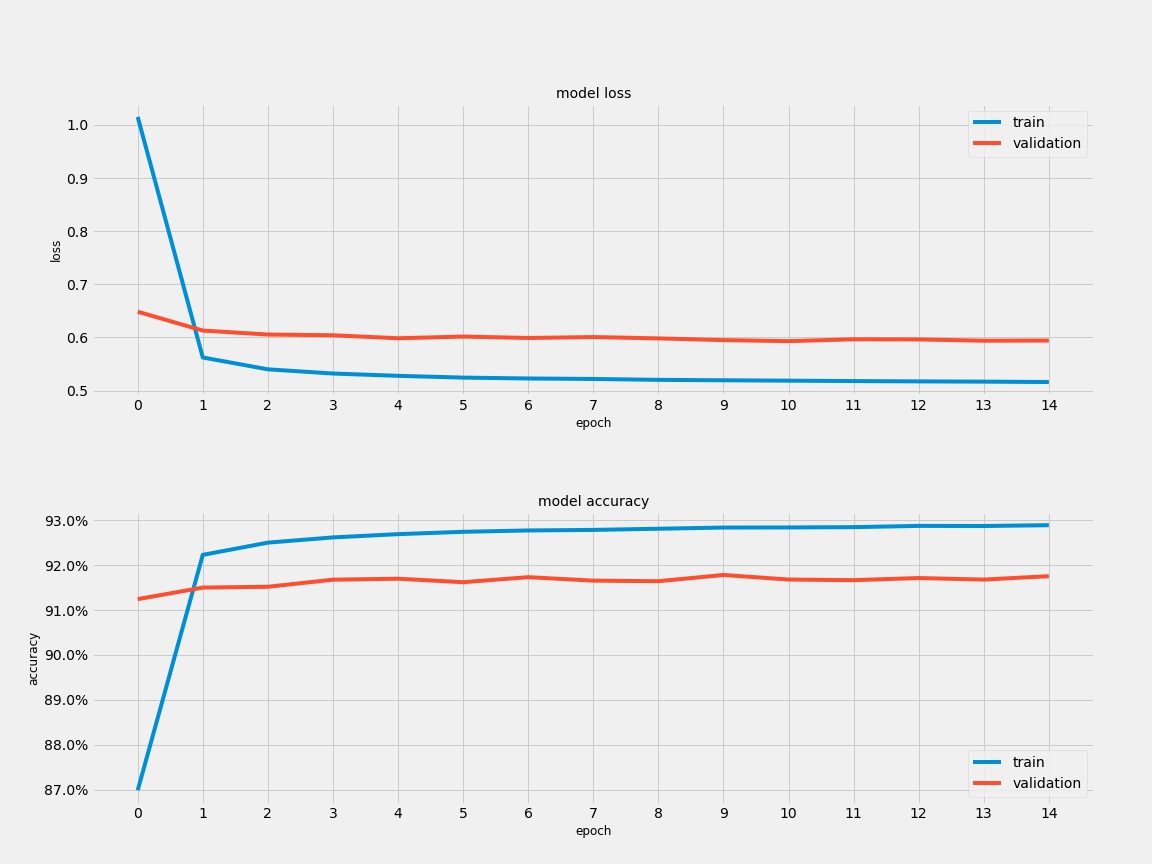 model loss
1.0
0.9
0.8
0.7
0.6
0.5
loss
train
validation
0 1 2 3 4 5 6 7 8 9 10 11 12 13 14
epoch
model accuracy
93.0%
92.0%
91.0%
90.0%
89.0%
88.0%
87.0%
accuracy
train
validation
0 1 2 3 4 5 6 7 8 9 10 11 12 13 14
epoch